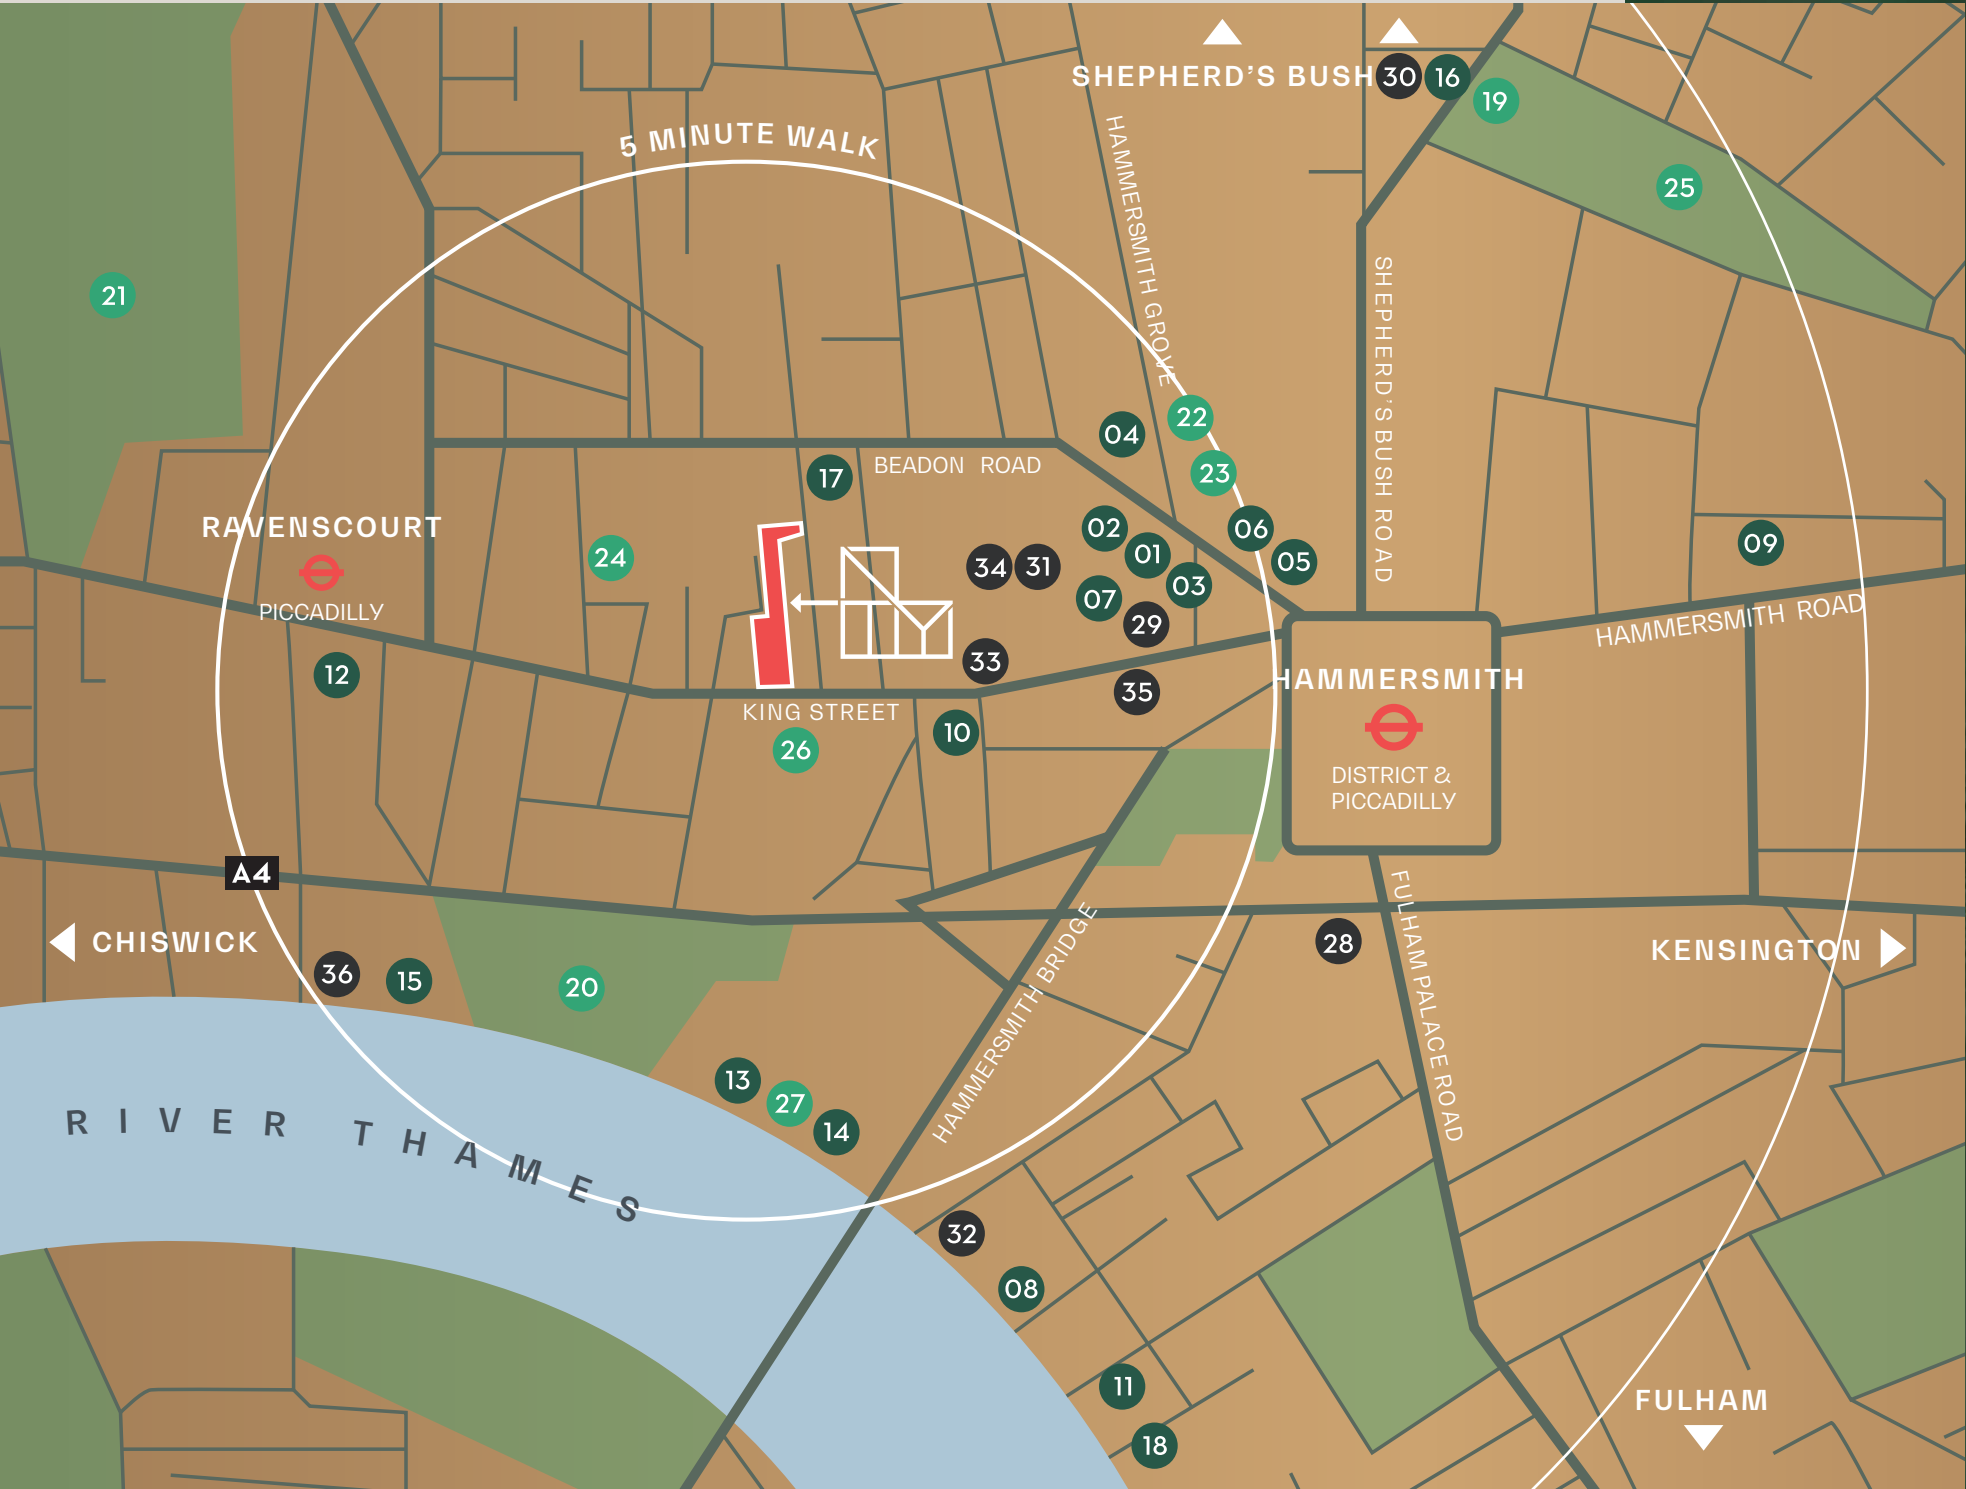 SHEPHERD'S BUSH
30
16
19
5 MINUTE WALK
HAMMERSMITH GROVE
25
21
SHEPHERD'S BUSH ROAD
22
04
BEADON ROAD
17
23
RAVENSCOURT
PICCADILLY
24
02
06
01
05
09
34
31
07
03
29
HAMMERSMITH ROAD
12
33
35
HAMMERSMITH
DISTRICT &
PICCADILLY
KING STREET
26
10
A4
CHISWICK
36
15
20
HAMMERSMITH BRIDGE
28
FULHAM PALACE ROAD
KENSINGTON
RIVER THAMES
13
27
14
32
08
11
18
FULHAM